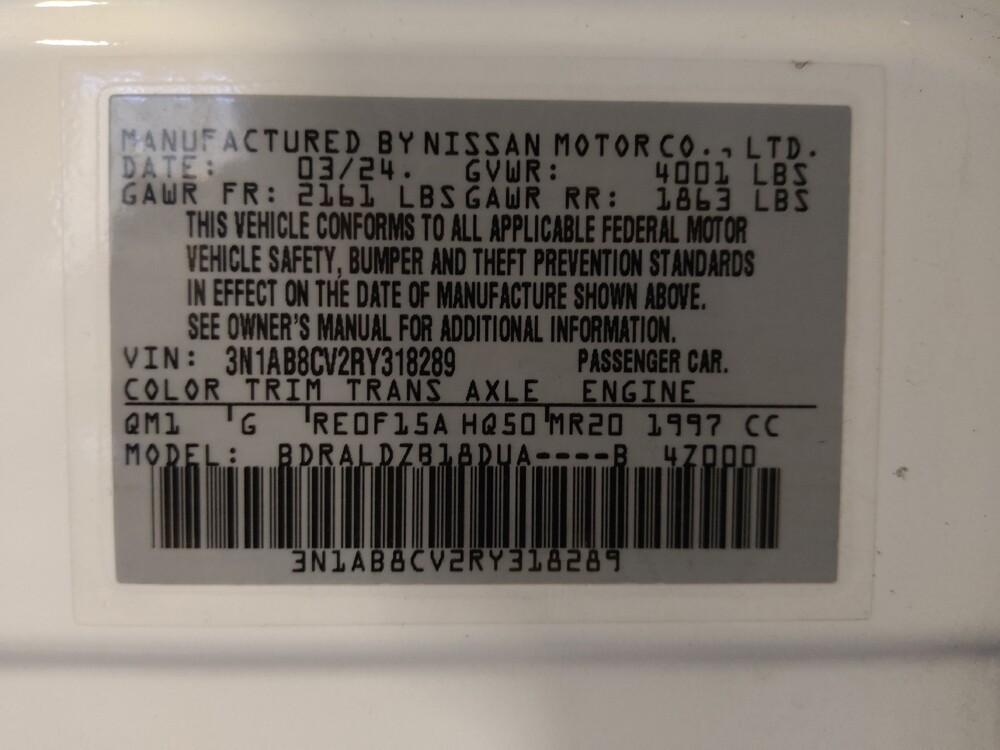 MANUFACTURED BY NISSAN MOTOR CO., LTD.
DATE: 03/24. GVWR: 4001 LBS
GAWR FR: 2161 LBS GAWR RR: 1863 LBS
THIS VEHICLE CONFORMS TO ALL APPLICABLE FEDERAL MOTOR
VEHICLE SAFETY, BUMPER AND THEFT PREVENTION STANDARDS
IN EFFECT ON THE DATE OF MANUFACTURE SHOWN ABOVE.
SEE OWNER'S MANUAL FOR ADDITIONAL INFORMATION.
VIN: 3N1AB8CV2RY318289 PASSENGER CAR.
COLOR TRIM TRANS AXLE ENGINE
QM1 G RE0F15A HQ50 MR20 1997 CC
MODEL: BDRALDZB18DUA----B 4Z000
3N1AB8CV2RY318289